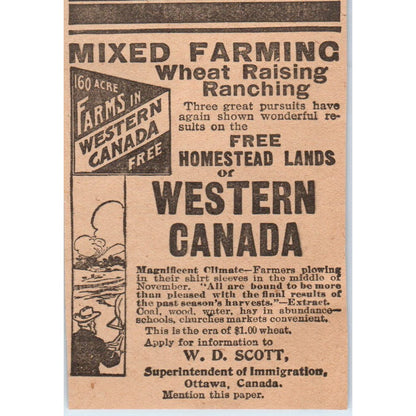 MIXED FARMING
Wheat Raising
Ranching
160 ACRE
FARMS IN
WESTERN
CANADA
FREE
Three great pursuits have
again shown wonderful re-
sults on the
FREE
HOMESTEAD LANDS
of
WESTERN
CANADA
Magnificent Climate—Farmers plowing
in their shirt sleeves in the middle of
November. "All are bound to be more
than pleased with the final results of
the past season's harvests."—Extract.
Coal, wood, water, hay in abundance—
schools, churches markets convenient.
This is the era of $1.00 wheat.
Apply for information to
W. D. SCOTT,
Superintendent of Immigration,
Ottawa, Canada.
Mention this paper.